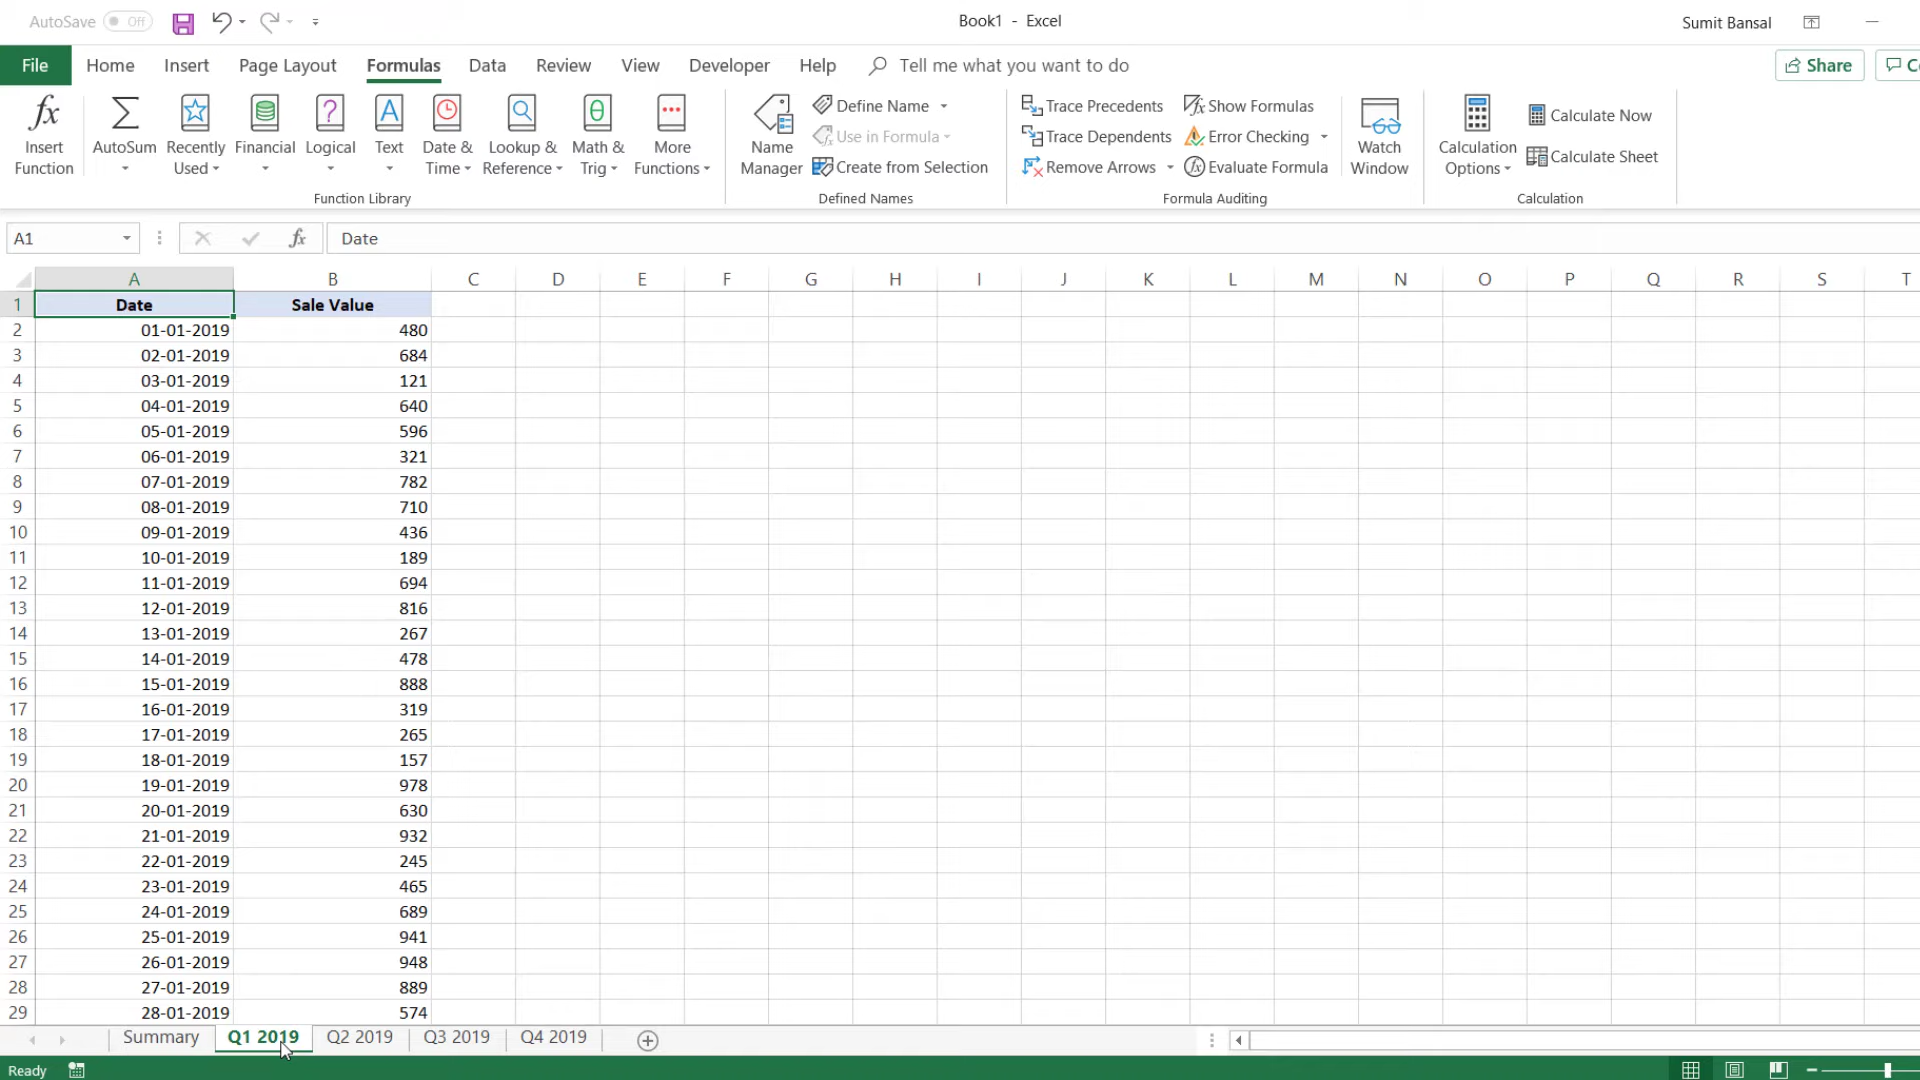 AutoSave Off
Book1 - Excel
Sumit Bansal
File Home Insert Page Layout Formulas Data Review View Developer Help Tell me what you want to do Share
Insert Function
AutoSum
Recently Used
Financial
Logical
Text
Date & Time
Lookup & Reference
Math & Trig
More Functions
Function Library
Name Manager
Define Name
Use in Formula
Create from Selection
Defined Names
Trace Precedents
Trace Dependents
Remove Arrows
Show Formulas
Error Checking
Evaluate Formula
Formula Auditing
Watch Window
Calculation Options
Calculate Now
Calculate Sheet
Calculation
A1 fx Date
A B C D E F G H I J K L M N O P Q R S T
1 Date Sale Value
2 01-01-2019 480
3 02-01-2019 684
4 03-01-2019 121
5 04-01-2019 640
6 05-01-2019 596
7 06-01-2019 321
8 07-01-2019 782
9 08-01-2019 710
10 09-01-2019 436
11 10-01-2019 189
12 11-01-2019 694
13 12-01-2019 816
14 13-01-2019 267
15 14-01-2019 478
16 15-01-2019 888
17 16-01-2019 319
18 17-01-2019 265
19 18-01-2019 157
20 19-01-2019 978
21 20-01-2019 630
22 21-01-2019 932
23 22-01-2019 245
24 23-01-2019 465
25 24-01-2019 689
26 25-01-2019 941
27 26-01-2019 948
28 27-01-2019 889
29 28-01-2019 574
Summary Q1 2019 Q2 2019 Q3 2019 Q4 2019
Ready